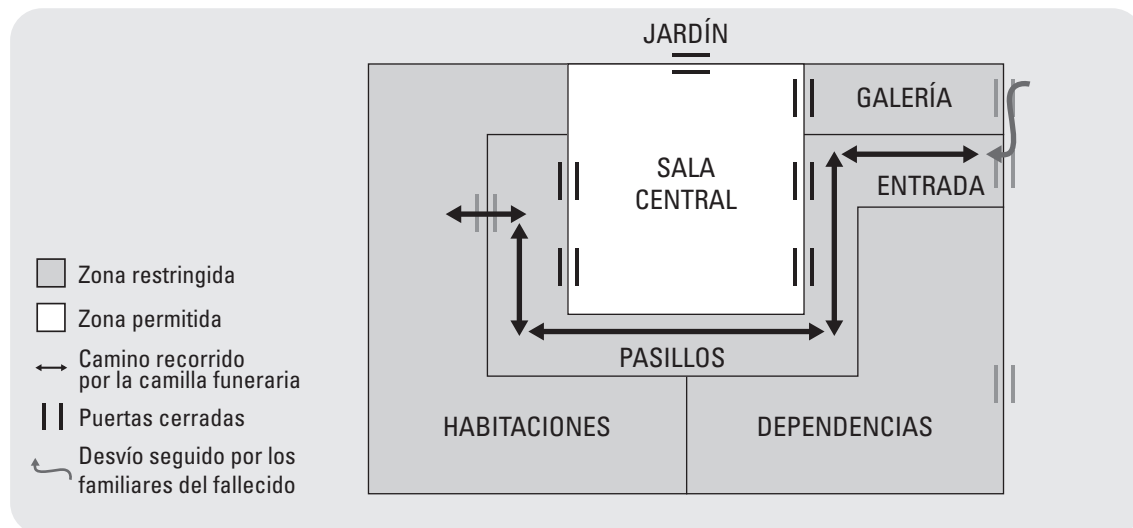 JARDÍN
GALERÍA
SALA
CENTRAL
ENTRADA
PASILLOS
HABITACIONES
DEPENDENCIAS
Zona restringida
Zona permitida
Camino recorrido
por la camilla funeraria
Puertas cerradas
Desvío seguido por los
familiares del fallecido